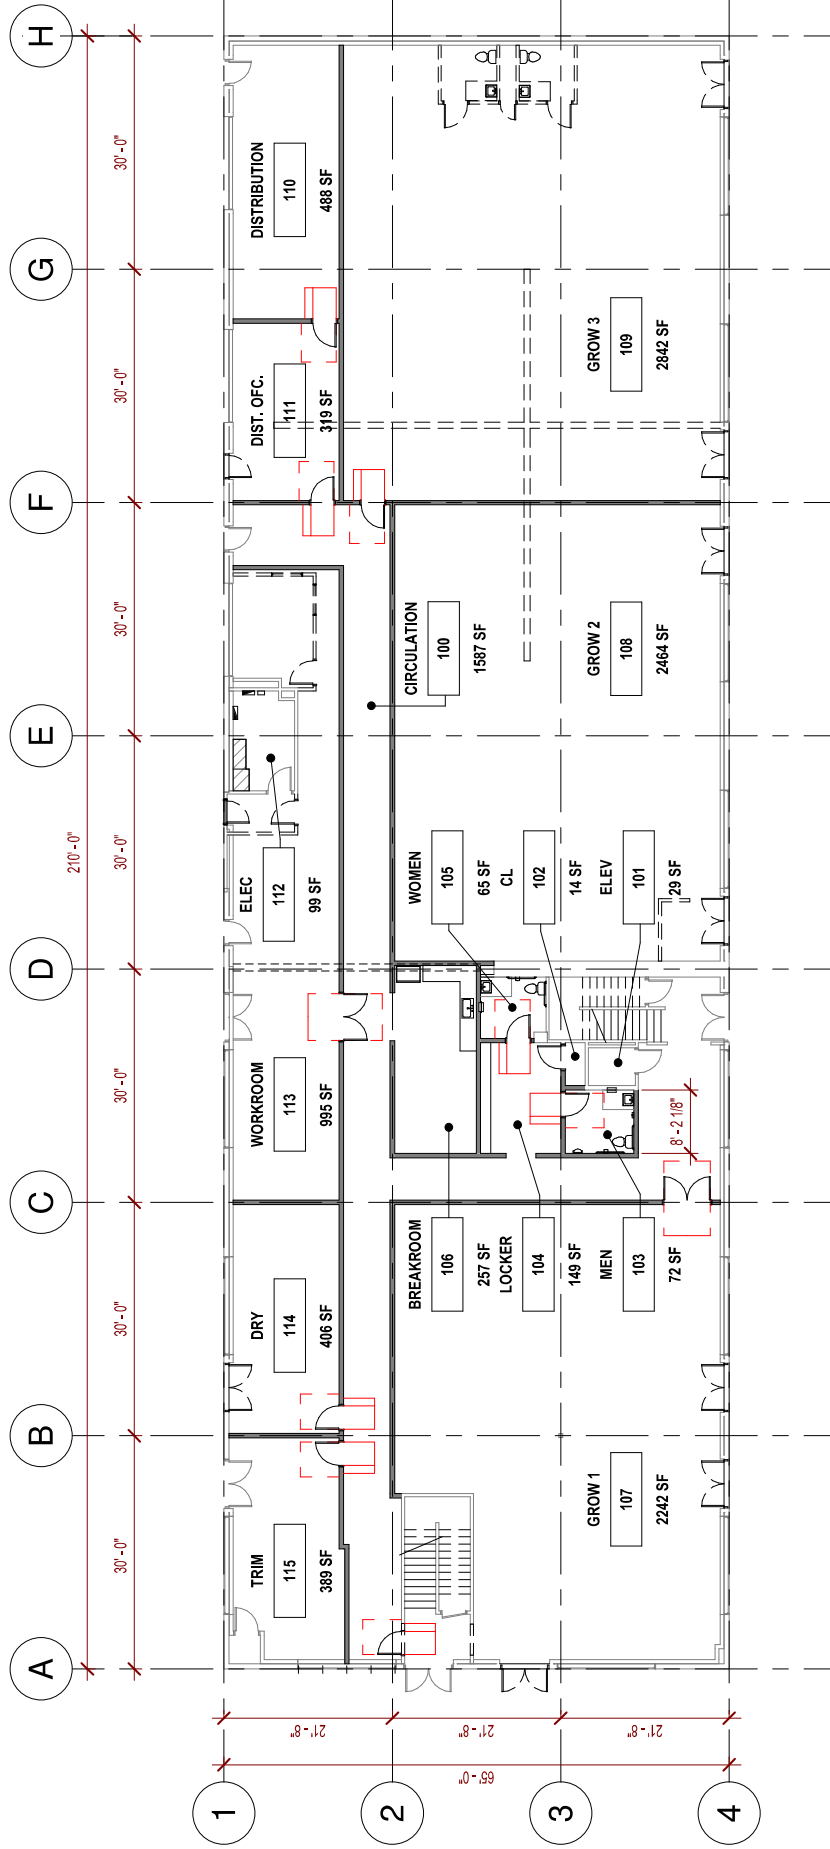 H
G
F
E
D
C
B
A
210'-0"
30'-0"
30'-0"
30'-0"
30'-0"
30'-0"
30'-0"
30'-0"
DISTRIBUTION
110
488 SF
DIST. OFC.
111
319 SF
GROW 3
109
2842 SF
CIRCULATION
100
1587 SF
GROW 2
108
2464 SF
ELEC
112
99 SF
WOMEN
105
65 SF
CL
102
14 SF
ELEV
101
29 SF
WORKROOM
113
995 SF
8' - 2 1/8"
BREAKROOM
106
257 SF
LOCKER
104
149 SF
MEN
103
72 SF
DRY
114
406 SF
TRIM
115
389 SF
GROW 1
107
2242 SF
21'-8"
21'-8"
21'-8"
65'-0"
1
2
3
4